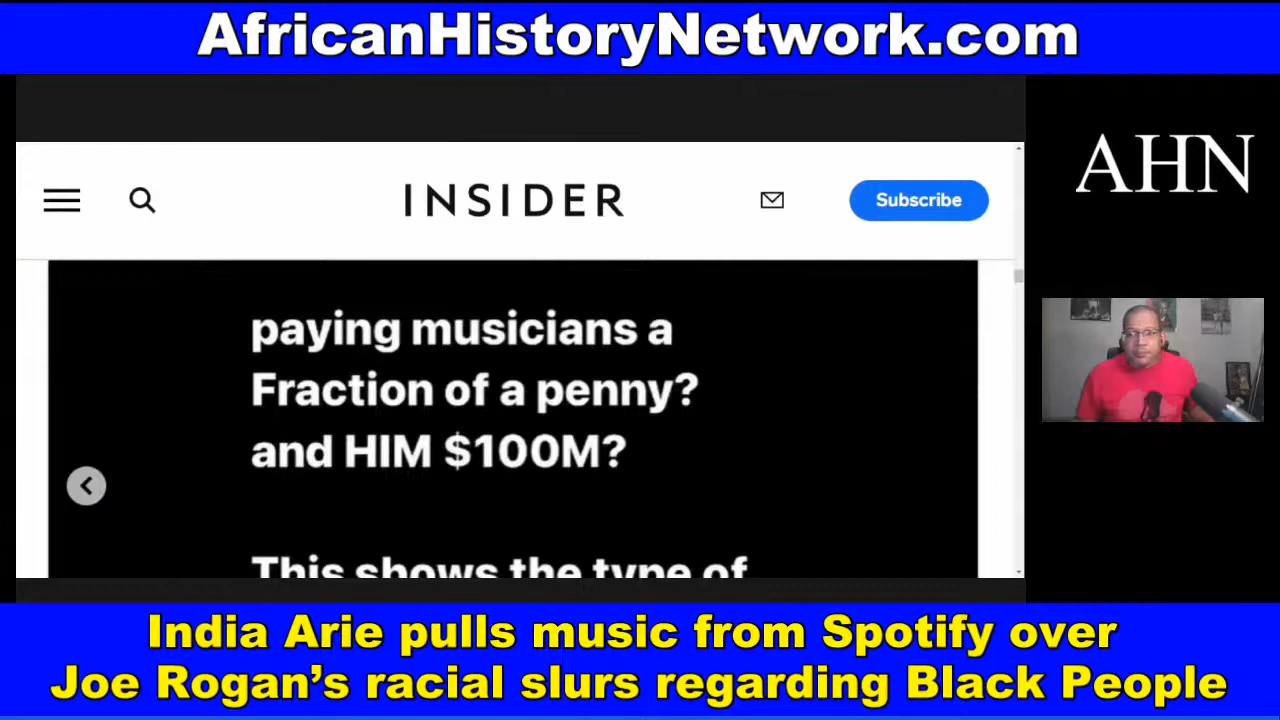 AfricanHistoryNetwork.com
AHN
INSIDER
Subscribe
paying musicians a
Fraction of a penny?
and HIM $100M?
This shows the type of
India Arie pulls music from Spotify over
Joe Rogan’s racial slurs regarding Black People